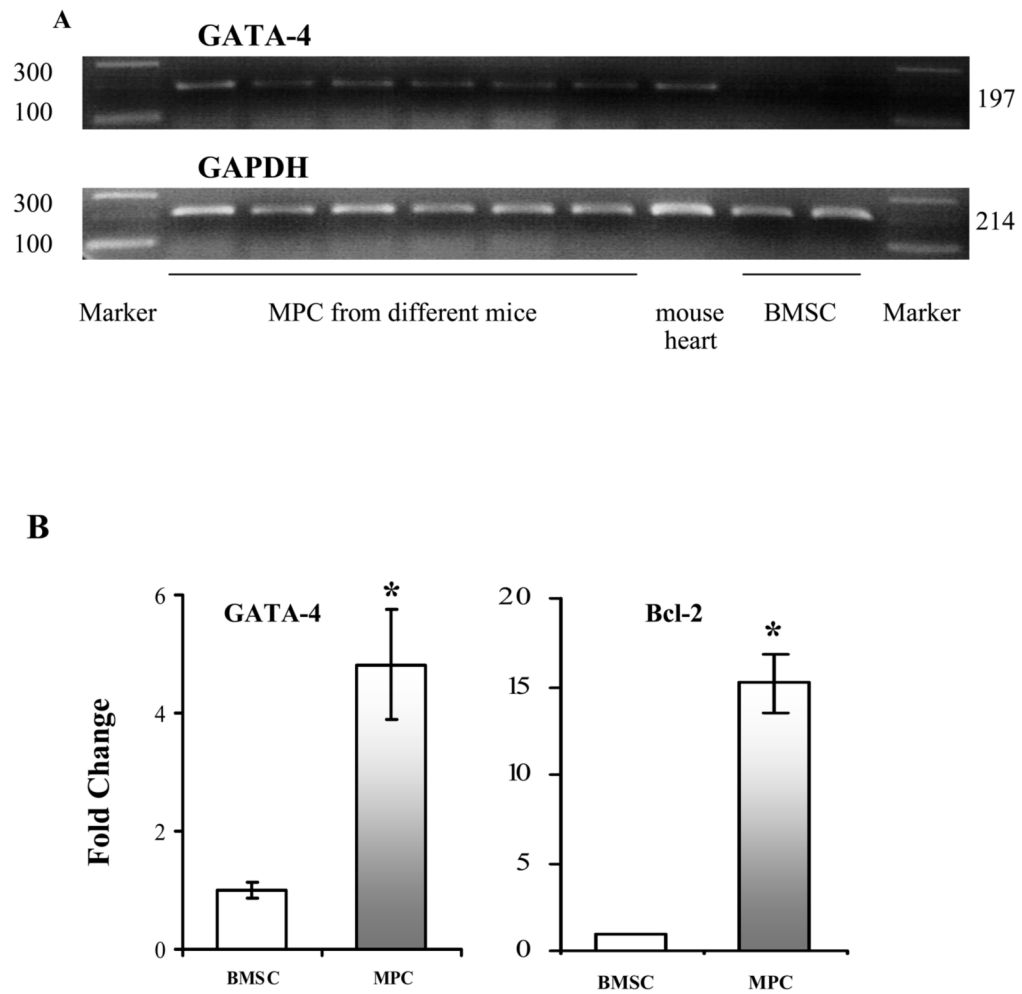 A
GATA-4
300
100
197
GAPDH
300
100
214
Marker
MPC from different mice
mouse
heart
BMSC
Marker
B
6
4
2
0
Fold Change
GATA-4
*
BMSC
MPC
20
15
10
5
0
Bcl-2
*
BMSC
MPC